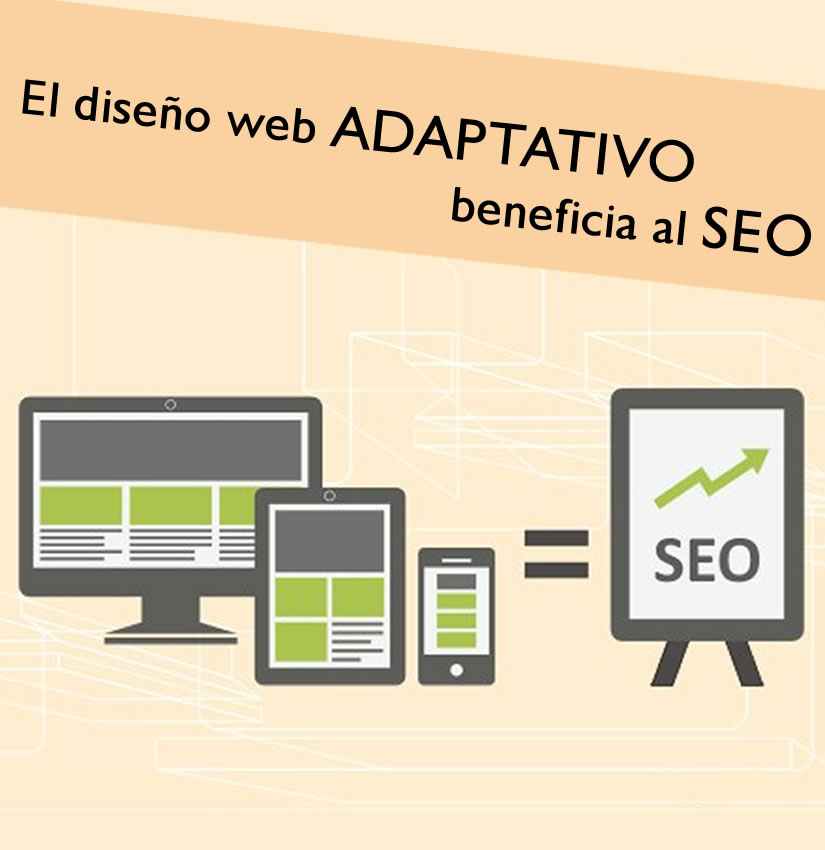 El diseño web ADAPTATIVO
beneficia al SEO
SEO